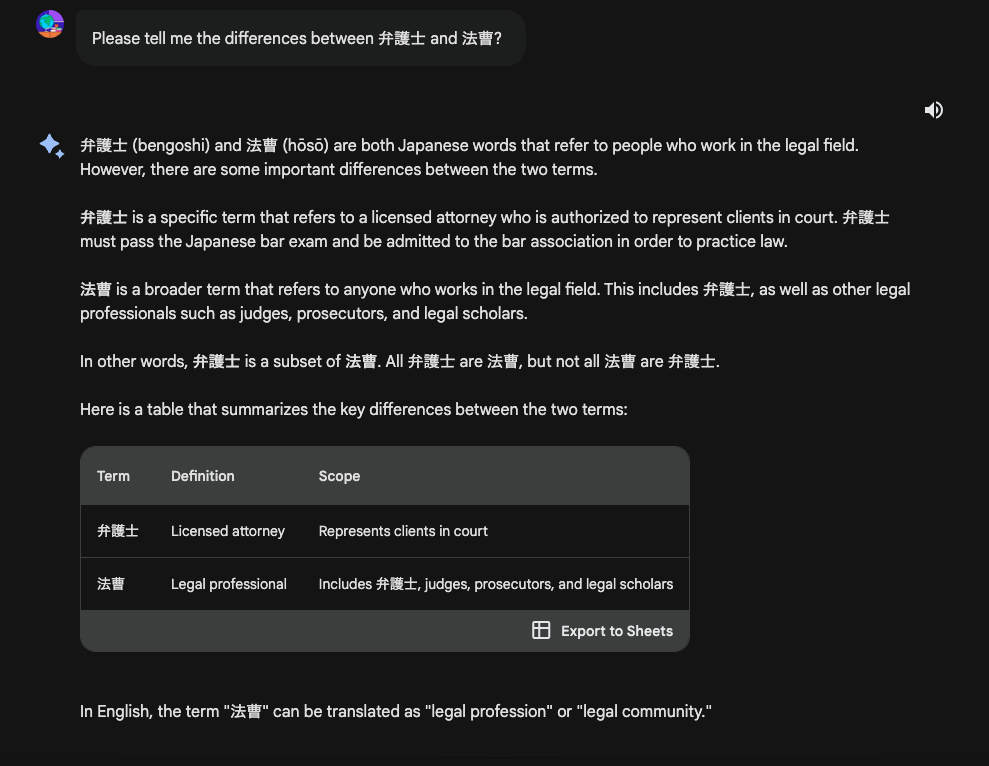 Please tell me the differences between 弁護士 and 法曹?
弁護士 (bengoshi) and 法曹 (hōsō) are both Japanese words that refer to people who work in the legal field.
However, there are some important differences between the two terms.
弁護士 is a specific term that refers to a licensed attorney who is authorized to represent clients in court. 弁護士
must pass the Japanese bar exam and be admitted to the bar association in order to practice law.
法曹 is a broader term that refers to anyone who works in the legal field. This includes 弁護士, as well as other legal
professionals such as judges, prosecutors, and legal scholars.
In other words, 弁護士 is a subset of 法曹. All 弁護士 are 法曹, but not all 法曹 are 弁護士.
Here is a table that summarizes the key differences between the two terms:
Term Definition Scope
弁護士 Licensed attorney Represents clients in court
法曹 Legal professional Includes 弁護士, judges, prosecutors, and legal scholars
Export to Sheets
In English, the term "法曹" can be translated as "legal profession" or "legal community."